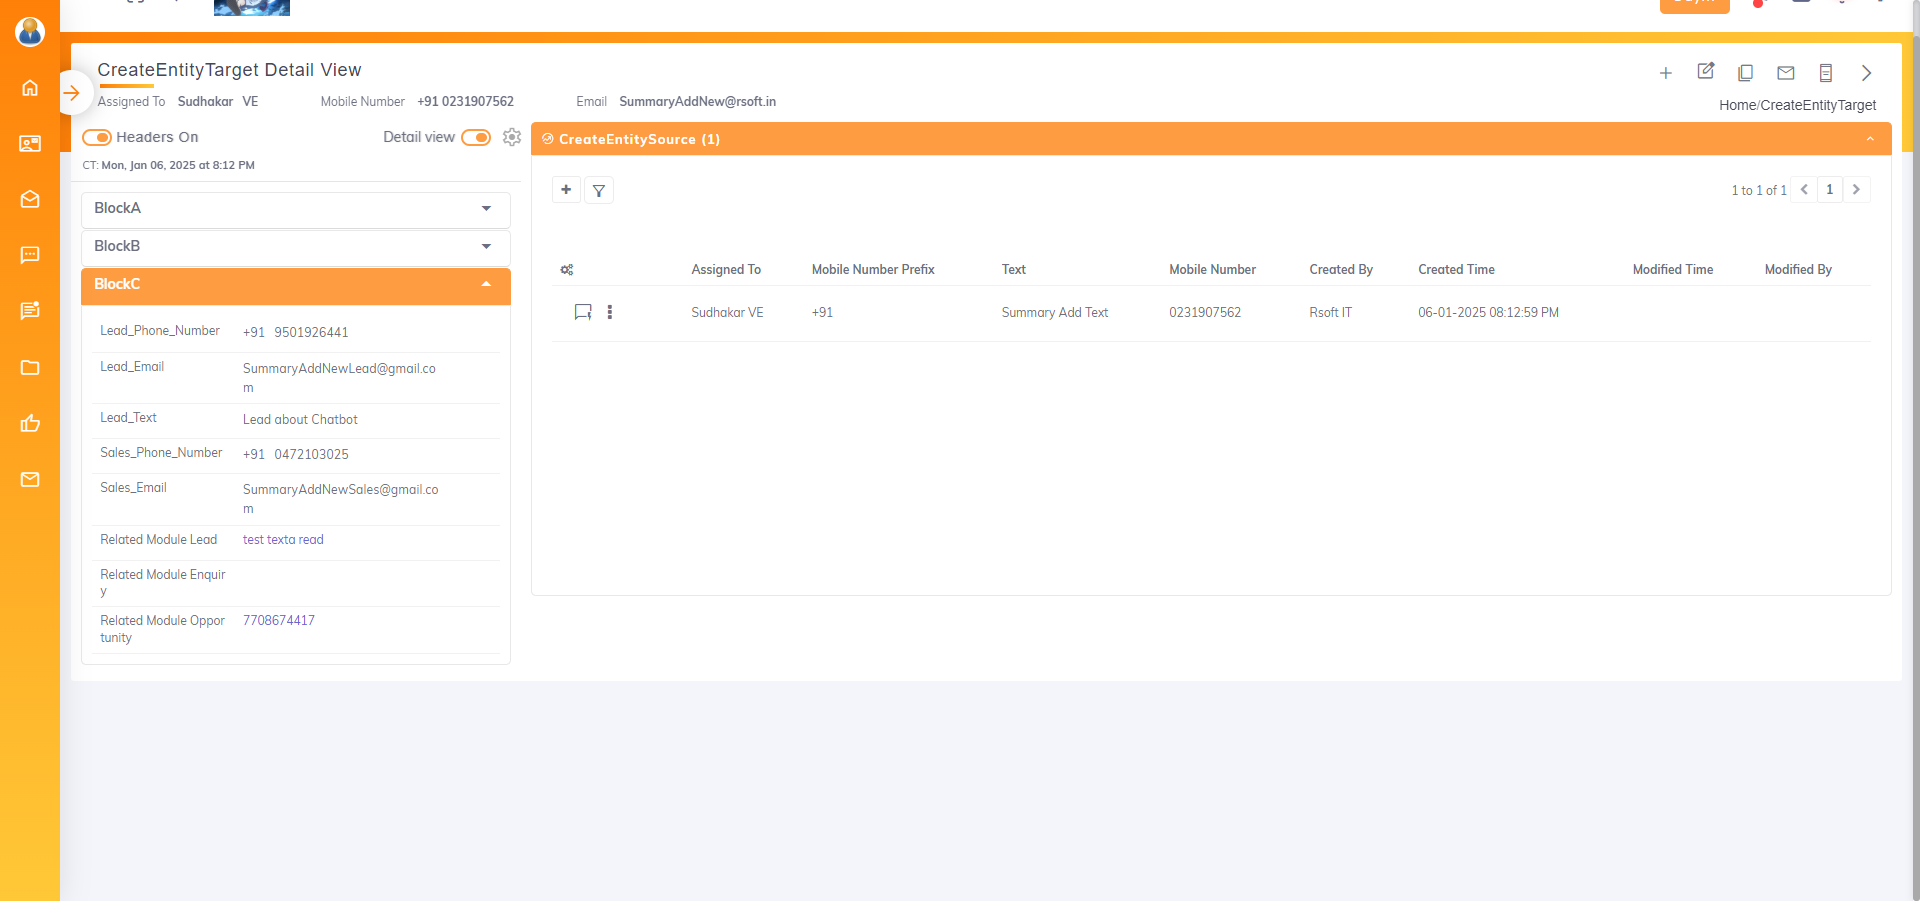 CreateEntityTarget Detail View
Assigned To Sudhakar VE Mobile Number +91 0231907562 Email SummaryAddNew@rsoft.in
Home/CreateEntityTarget
Headers On Detail view
CT: Mon, Jan 06, 2025 at 8:12 PM
BlockA
BlockB
BlockC
Lead_Phone_Number +91 9501926441
Lead_Email SummaryAddNewLead@gmail.co
m
Lead_Text Lead about Chatbot
Sales_Phone_Number +91 0472103025
Sales_Email SummaryAddNewSales@gmail.co
m
Related Module Lead test texta read
Related Module Enquir
y
Related Module Oppor 7708674417
tunity
CreateEntitySource (1)
1 to 1 of 1 1
Assigned To Mobile Number Prefix Text Mobile Number Created By Created Time Modified Time Modified By
Sudhakar VE +91 Summary Add Text 0231907562 Rsoft IT 06-01-2025 08:12:59 PM